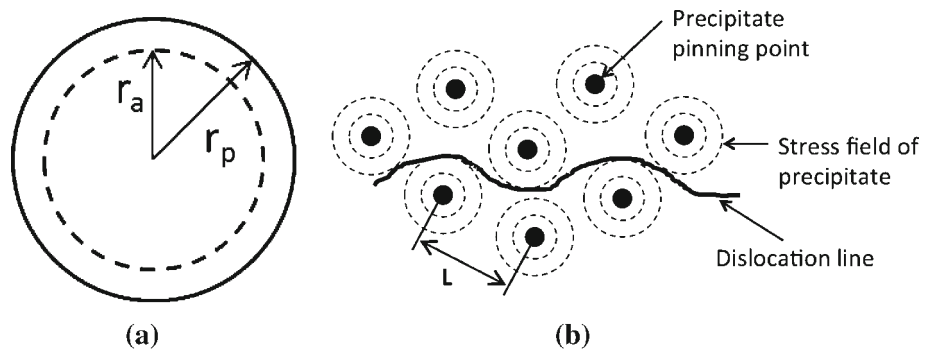 r_a
r_p
(a)
Precipitate
pinning point
Stress field of
precipitate
Dislocation line
L
(b)